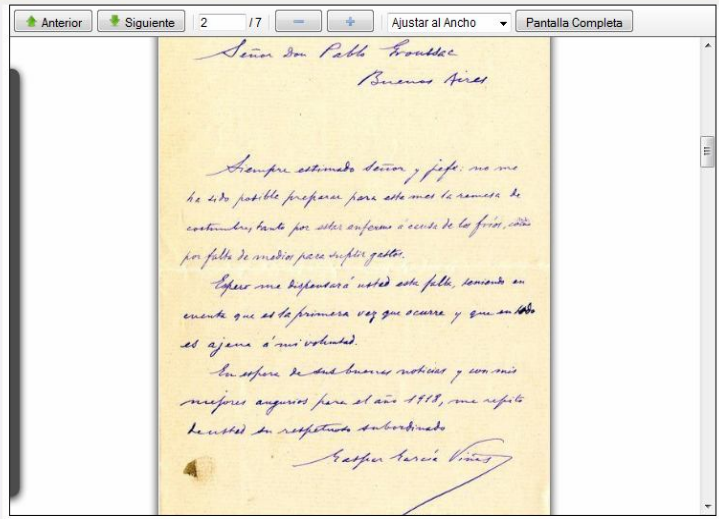 Anterior Siguiente 2 / 7 Ajustar al Ancho Pantalla Completa
Señor Don Pablo Groussac
Buenos Aires
Siempre estimado Señor y jefe: no me
ha sido posible preparar para este mes la remesa de
costumbre, tanto por estar enfermo á causa de los fríos, cómo
por falta de medios para suplir gastos.
Espero me dispensará usted esta falta, teniendo en
cuenta que es la primera vez que ocurre y que en todo
es ajena á mi voluntad.
En espera de sus buenas noticias y con mis
mejores augurios para el año 1918, me repito
de usted su respetuoso subordinado
Gaspar García Viñas